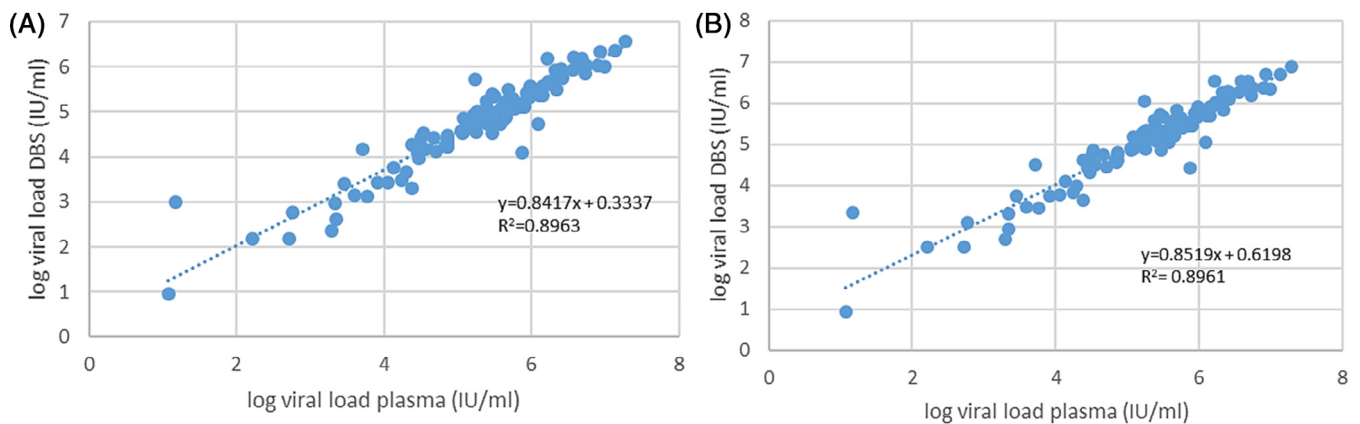 (A)
log viral load DBS (IU/ml)
7
6
5
4
3
2
1
0
y=0.8417x+0.3337
R²=0.8963
0 2 4 6 8
log viral load plasma (IU/ml)
(B)
log viral load DBS (IU/ml)
8
7
6
5
4
3
2
1
0
y=0.8519x+0.6198
R²= 0.8961
0 2 4 6 8
log viral load plasma (IU/ml)